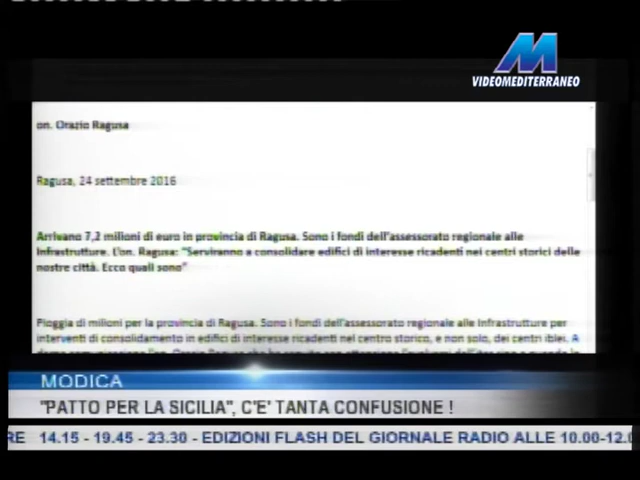 M
VIDEOMEDITERRANEO
on. Orazio Ragusa
Ragusa, 24 settembre 2016
Arrivano 7,2 milioni di euro in provincia di Ragusa. Sono i fondi dell'assessorato regionale alle
Infrastrutture. L'on. Ragusa: "Serviranno a consolidare edifici di interesse ricadenti nei centri storici delle
nostre città. Ecco quali sono"
Pioggia di milioni per la provincia di Ragusa. Sono i fondi dell'assessorato regionale alle Infrastrutture per
interventi di consolidamento in edifici di interesse ricadenti nel centro storico, e non solo, dei centri iblei. A
MODICA
"PATTO PER LA SICILIA", C'E' TANTA CONFUSIONE !
RE 14.15 - 19.45 - 23.30 - EDIZIONI FLASH DEL GIORNALE RADIO ALLE 10.00-12.0